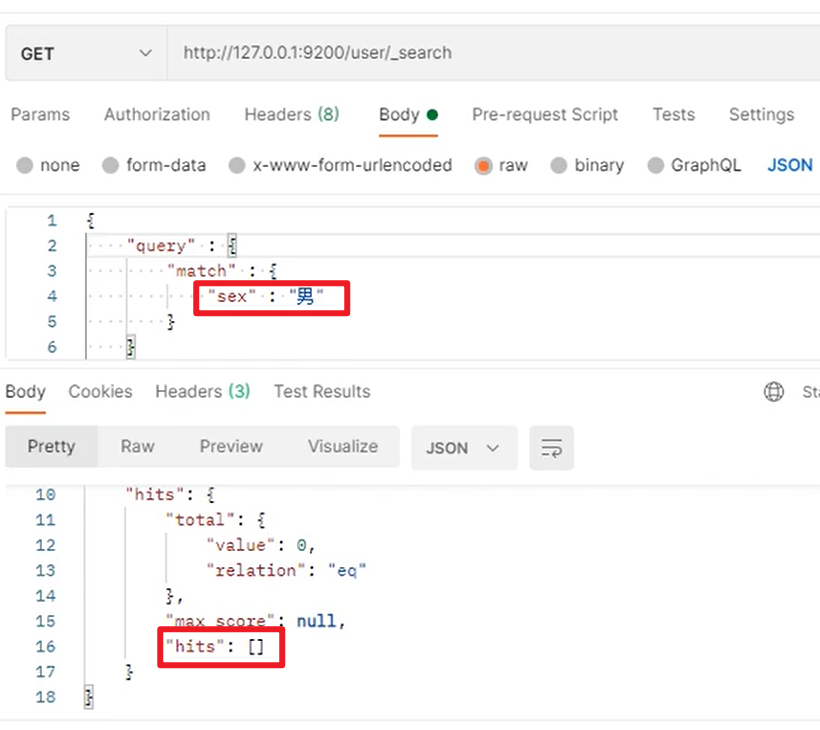 GET http://127.0.0.1:9200/user/_search
Params Authorization Headers (8) Body Pre-request Script Tests Settings
none form-data x-www-form-urlencoded raw binary GraphQL JSON
1 {
2 "query" : {
3 "match" : {
4 "sex" : "男"
5 }
6 }
Body Cookies Headers (3) Test Results
Pretty Raw Preview Visualize JSON
10 "hits": {
11 "total": {
12 "value": 0,
13 "relation": "eq"
14 },
15 "max_score": null,
16 "hits": []
17 }
18 }